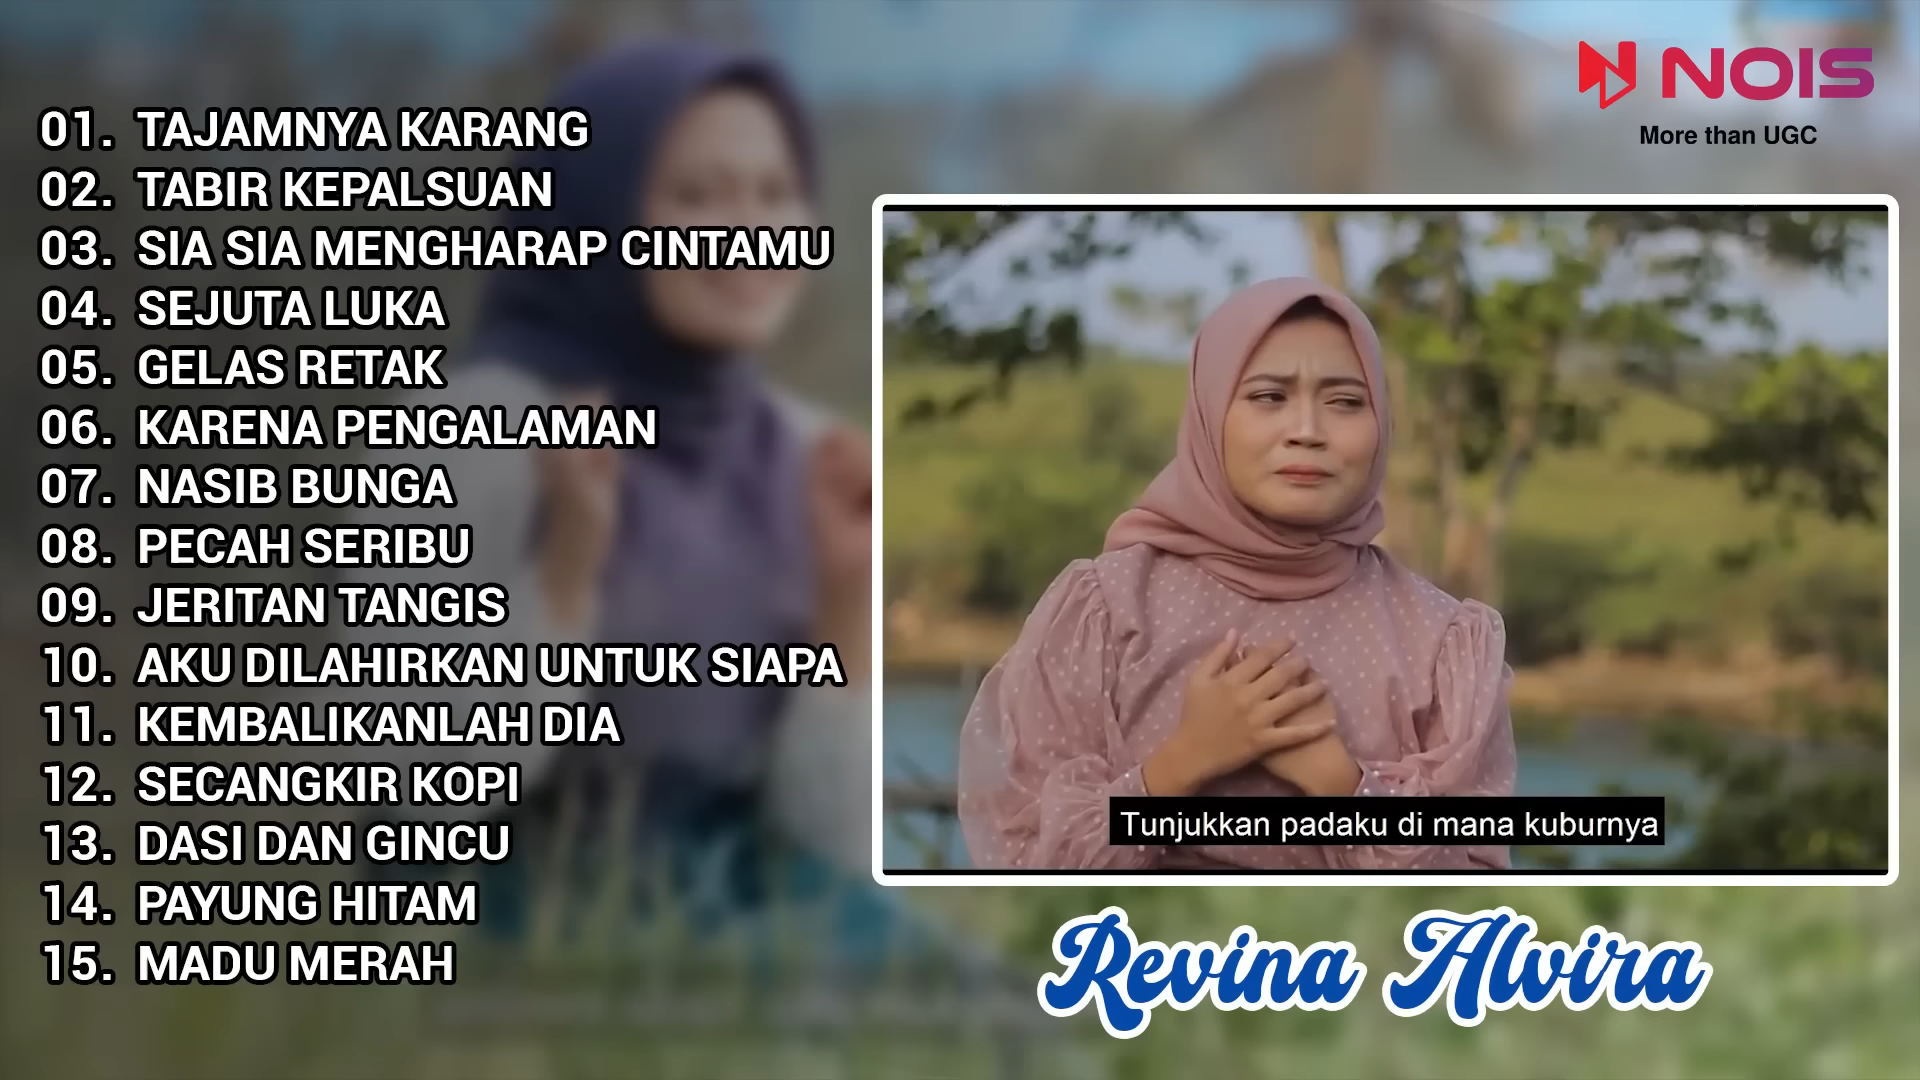 01. TAJAMNYA KARANG
02. TABIR KEPALSUAN
03. SIA SIA MENGHARAP CINTAMU
04. SEJUTA LUKA
05. GELAS RETAK
06. KARENA PENGALAMAN
07. NASIB BUNGA
08. PECAH SERIBU
09. JERITAN TANGIS
10. AKU DILAHIRKAN UNTUK SIAPA
11. KEMBALIKANLAH DIA
12. SECANGKIR KOPI
13. DASI DAN GINCU
14. PAYUNG HITAM
15. MADU MERAH
NOIS
More than UGC
Tunjukkan padaku di mana kuburnya
Revina Alvira